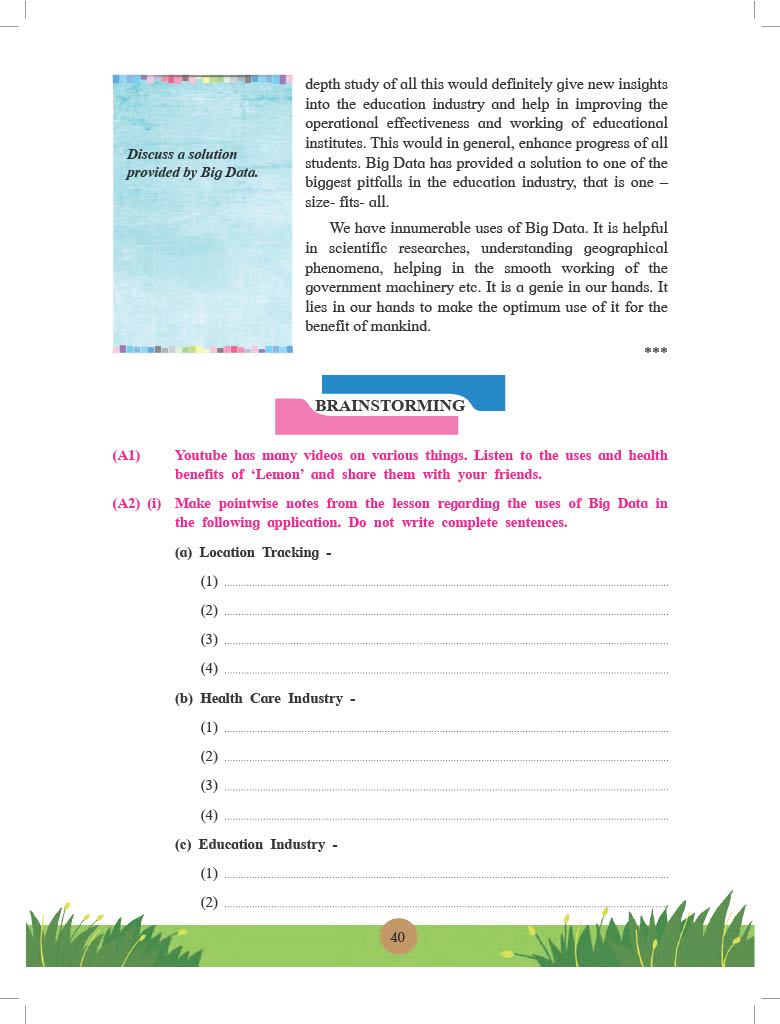 Discuss a solution
provided by Big Data.
depth study of all this would definitely give new insights
into the education industry and help in improving the
operational effectiveness and working of educational
institutes. This would in general, enhance progress of all
students. Big Data has provided a solution to one of the
biggest pitfalls in the education industry, that is one –
size- fits- all.
We have innumerable uses of Big Data. It is helpful
in scientific researches, understanding geographical
phenomena, helping in the smooth working of the
government machinery etc. It is a genie in our hands. It
lies in our hands to make the optimum use of it for the
benefit of mankind.
***
BRAINSTORMING
(A1) Youtube has many videos on various things. Listen to the uses and health
benefits of ‘Lemon’ and share them with your friends.
(A2) (i) Make pointwise notes from the lesson regarding the uses of Big Data in
the following application. Do not write complete sentences.
(a) Location Tracking -
(1) ................................................
(2) ................................................
(3) ................................................
(4) ................................................
(b) Health Care Industry -
(1) ................................................
(2) ................................................
(3) ................................................
(4) ................................................
(c) Education Industry -
(1) ................................................
(2) ................................................
40